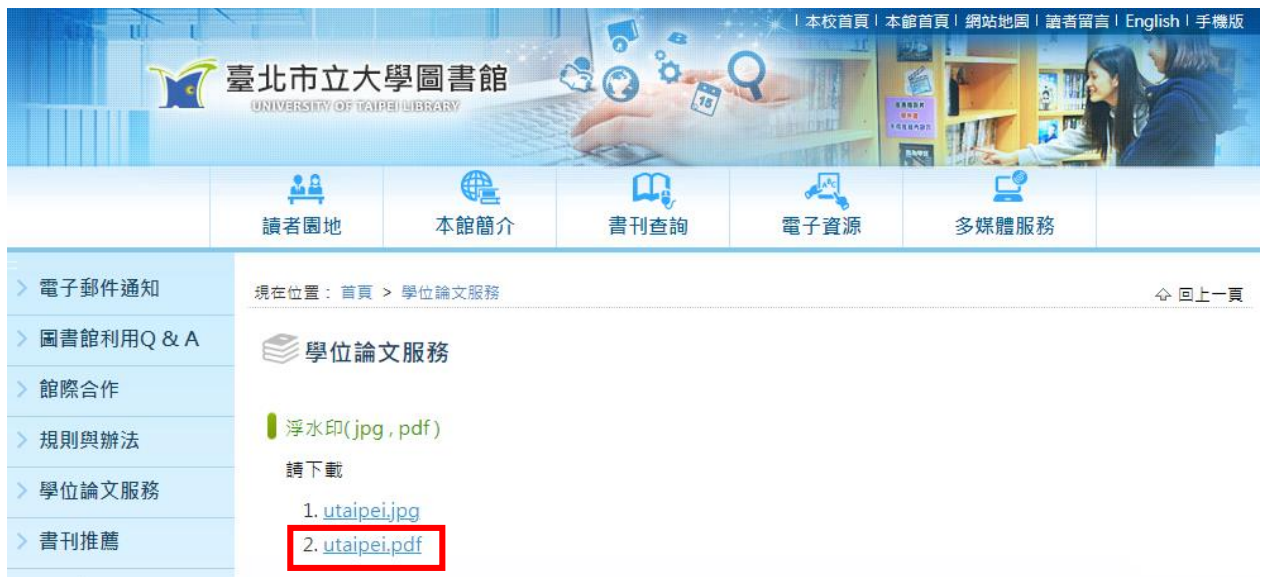 | 本校首頁 | 本館首頁 | 網站地圖 | 讀者留言 | English | 手機版
臺北市立大學圖書館
UNIVERSITY OF TAIPEI LIBRARY
15
ABC
讀者園地
本館簡介
書刊查詢
電子資源
多媒體服務
> 電子郵件通知
> 圖書館利用Q & A
> 館際合作
> 規則與辦法
> 學位論文服務
> 書刊推薦
現在位置： 首頁 > 學位論文服務
回上一頁
學位論文服務
浮水印( jpg , pdf )
請下載
1. utaipei.jpg
2. utaipei.pdf